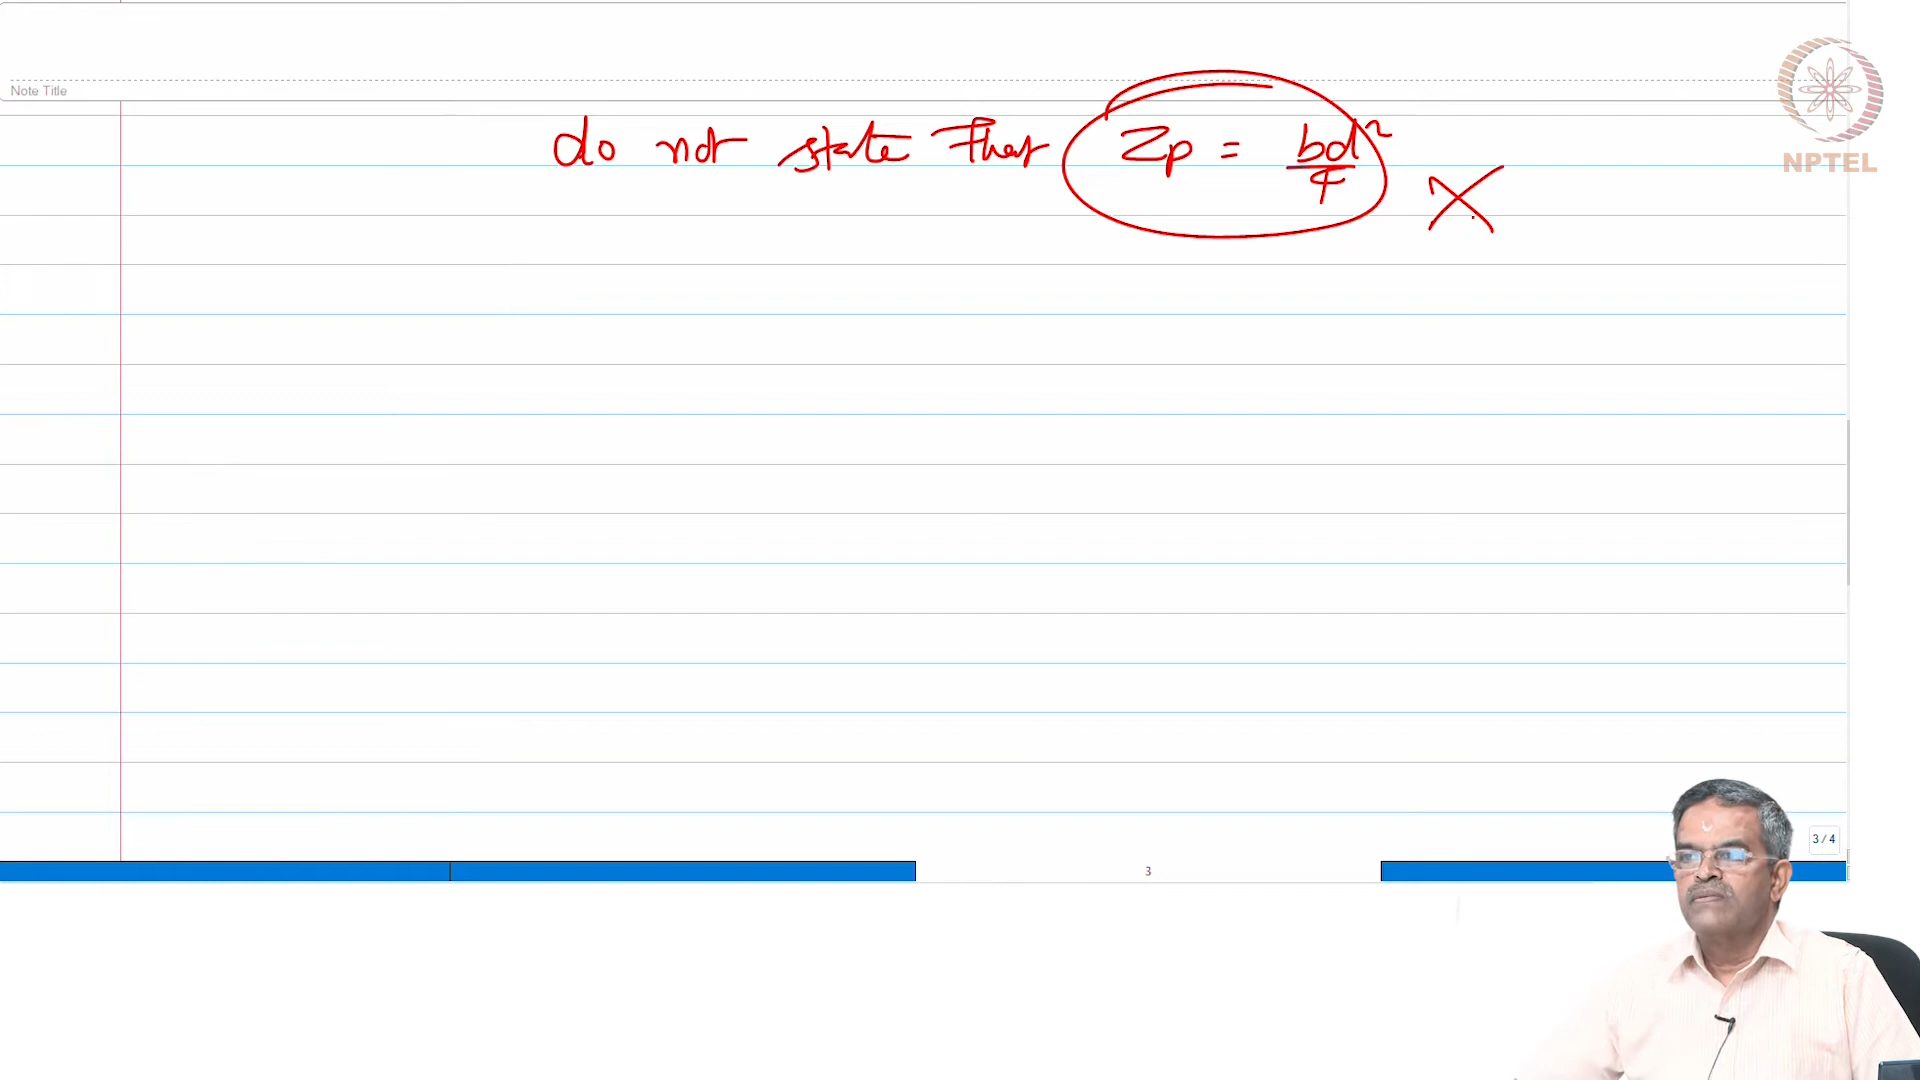 Note Title
do not state that Zp = bd²/4 X
NPTEL
3 / 4
3